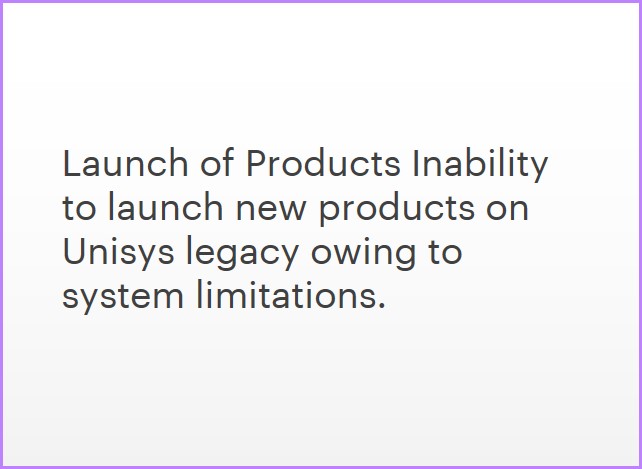 Launch of Products Inability
to launch new products on
Unisys legacy owing to
system limitations.